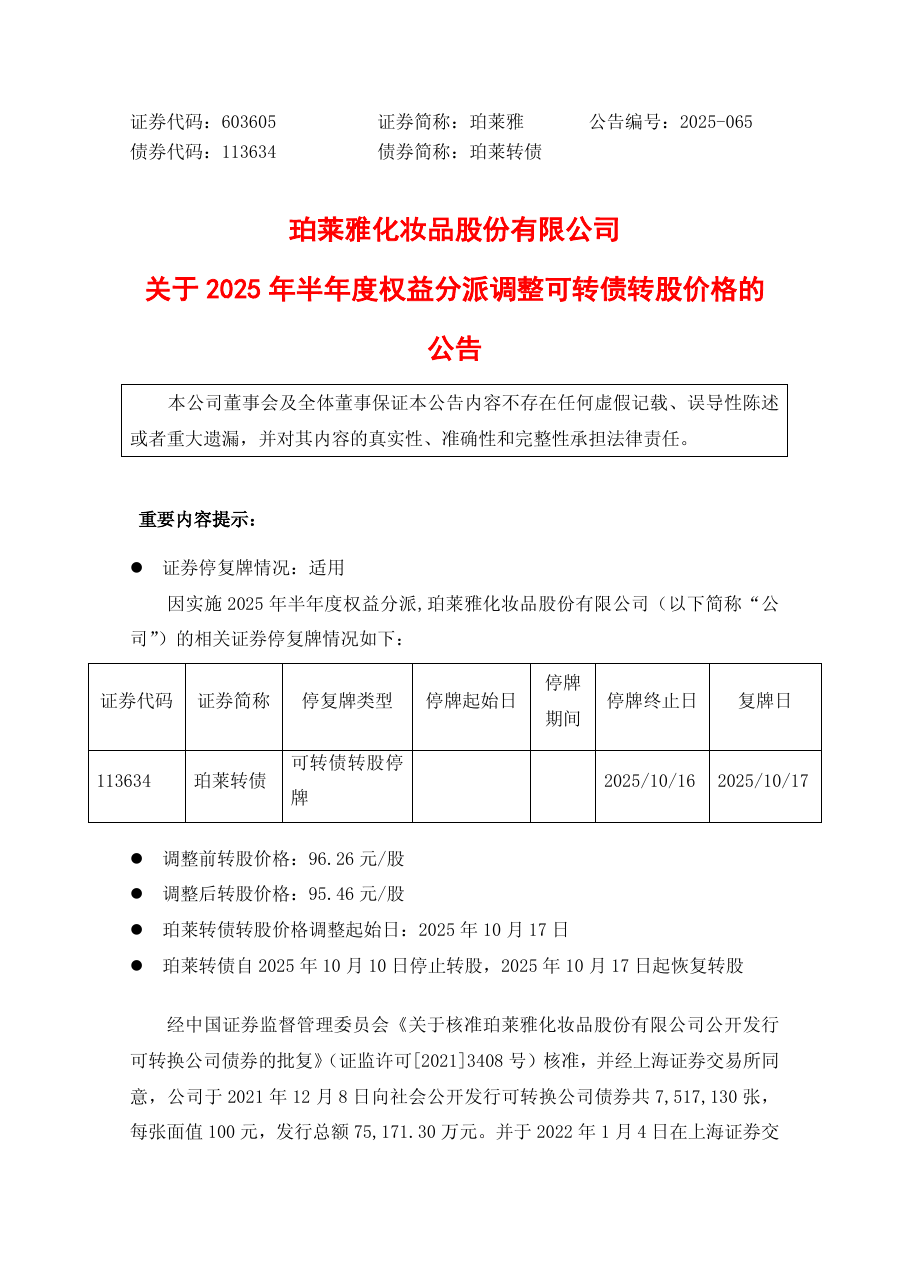 证券代码：603605 证券简称：珀莱雅 公告编号：2025-065
债券代码：113634 债券简称：珀莱转债
珀莱雅化妆品股份有限公司
关于 2025 年半年度权益分派调整可转债转股价格的
公告
本公司董事会及全体董事保证本公告内容不存在任何虚假记载、误导性陈述
或者重大遗漏，并对其内容的真实性、准确性和完整性承担法律责任。
重要内容提示：
● 证券停复牌情况：适用
因实施 2025 年半年度权益分派,珀莱雅化妆品股份有限公司（以下简称“公
司”）的相关证券停复牌情况如下：
证券代码 证券简称 停复牌类型 停牌起始日 停牌期间 停牌终止日 复牌日
113634 珀莱转债 可转债转股停牌 2025/10/16 2025/10/17
● 调整前转股价格：96.26 元/股
● 调整后转股价格：95.46 元/股
● 珀莱转债转股价格调整起始日：2025 年 10 月 17 日
● 珀莱转债自 2025 年 10 月 10 日停止转股，2025 年 10 月 17 日起恢复转股
经中国证券监督管理委员会《关于核准珀莱雅化妆品股份有限公司公开发行
可转换公司债券的批复》（证监许可[2021]3408 号）核准，并经上海证券交易所同
意，公司于 2021 年 12 月 8 日向社会公开发行可转换公司债券共 7,517,130 张，
每张面值 100 元，发行总额 75,171.30 万元。并于 2022 年 1 月 4 日在上海证券交